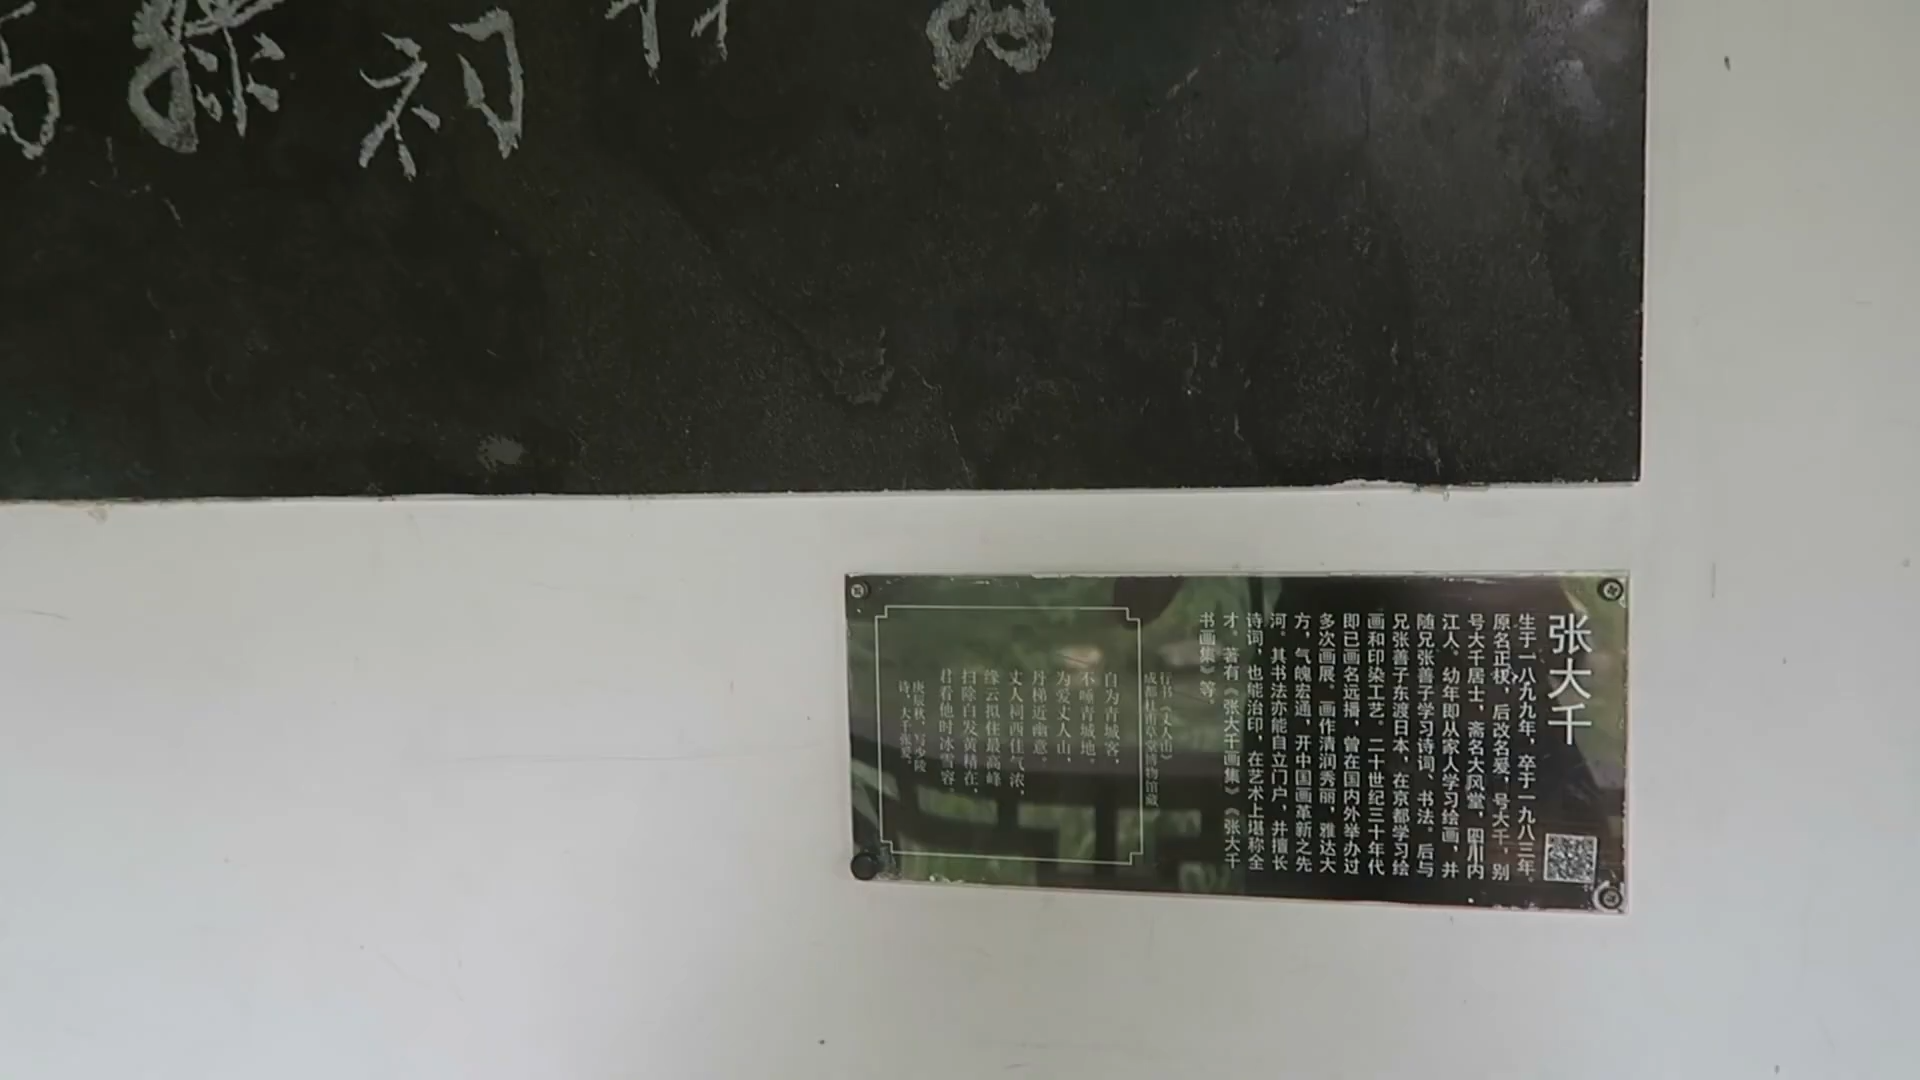 张大千
生于一八九九年，卒于一九八三年。
原名正权，后改名爰，号大千，别
号大千居士，斋名大风堂，四川内
江人。幼年即从家人学习绘画，并
随兄张善子学习诗词、书法。后与
兄张善子东渡日本，在京都学习绘
画和印染工艺。二十世纪三十年代
即已画名远播，曾在国内外举办过
多次画展。画作清润秀丽，雅达大
方，气魄宏通，开中国画革新之先
河。其书法亦能自立门户，并擅长
诗词，也能治印，在艺术上堪称全
才。著有《张大千画集》《张大千
书画集》等。
行书《丈人山》
成都杜甫草堂博物馆藏
自为青城客，
不唾青城地。
为爱丈人山，
丹梯近幽意。
丈人祠西佳气浓，
缘云拟住最高峰
扫除白发黄精在，
君看他时冰雪容。
庚辰秋，写少陵
诗，大千张爰。